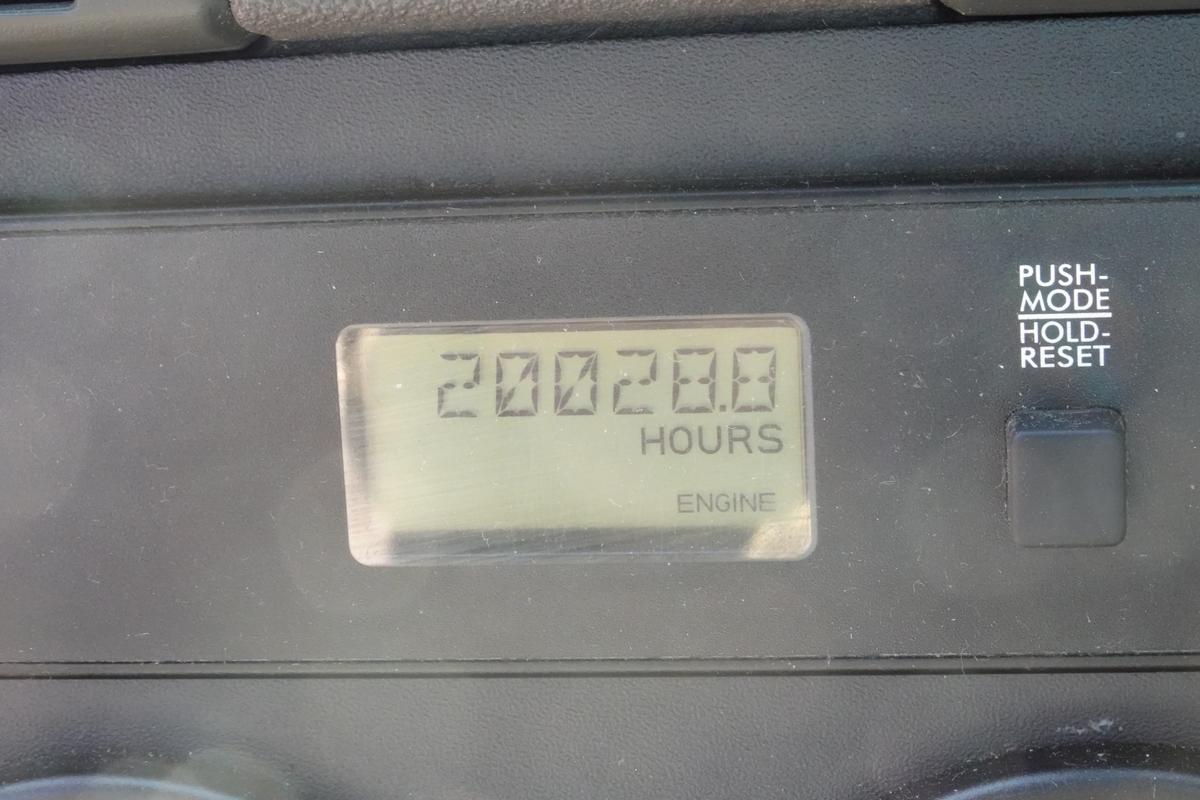 PUSH-
MODE
HOLD-
RESET
20028.8
HOURS
ENGINE